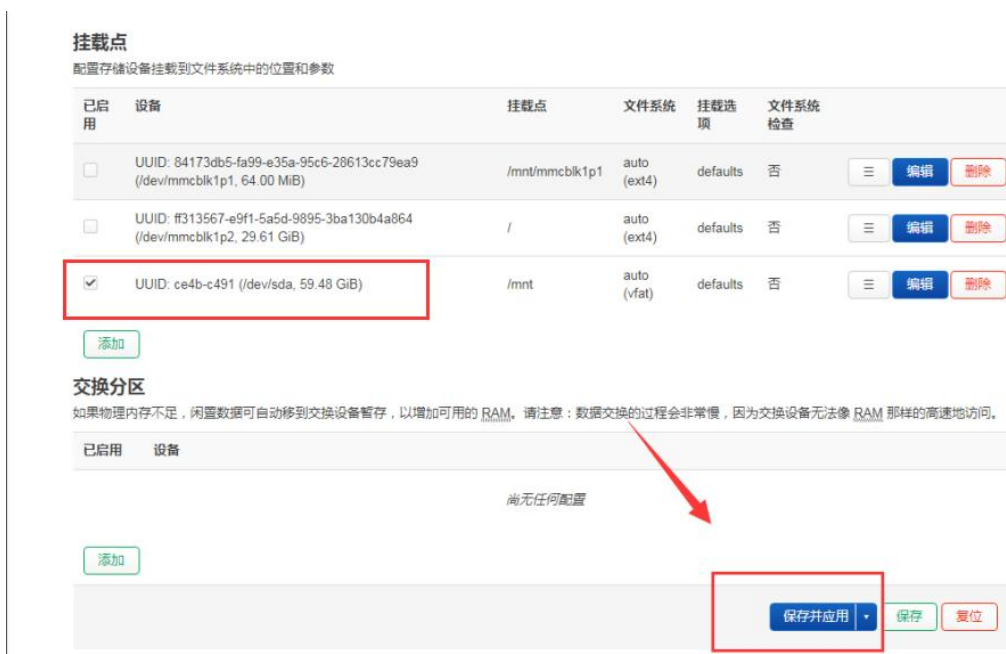 挂载点
配置存储设备挂载到文件系统中的位置和参数
已启用 设备 挂载点 文件系统 挂载选项 文件系统检查
UUID: 84173db5-fa99-e35a-95c6-28613cc79ea9
(/dev/mmcblk1p1, 64.00 MiB) /mnt/mmcblk1p1 auto (ext4) defaults 否 ☰ 编辑 删除
UUID: ff313567-e9f1-5a5d-9895-3ba130b4a864
(/dev/mmcblk1p2, 29.61 GiB) / auto (ext4) defaults 否 ☰ 编辑 删除
UUID: ce4b-c491 (/dev/sda, 59.48 GiB) /mnt auto (vfat) defaults 否 ☰ 编辑 删除
添加
交换分区
如果物理内存不足，闲置数据可自动移到交换设备暂存，以增加可用的 RAM。请注意：数据交换的过程会非常慢，因为交换设备无法像 RAM 那样的高速地访问。
已启用 设备
尚无任何配置
添加
保存并应用 保存 复位